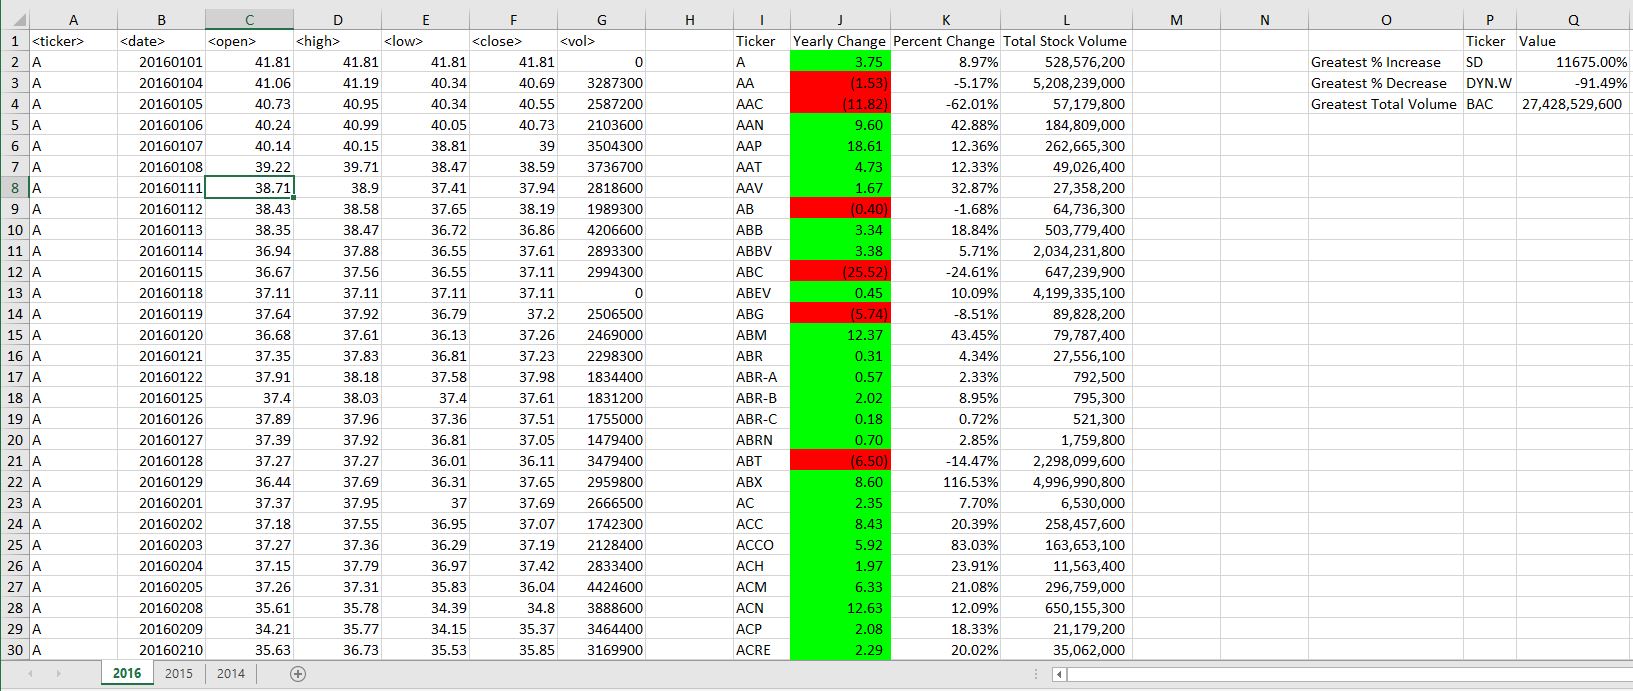 A B C D E F G H I J K L M N O P Q
1 <ticker> <date> <open> <high> <low> <close> <vol> Ticker Yearly Change Percent Change Total Stock Volume Ticker Value
2 A 20160101 41.81 41.81 41.81 41.81 0 A 3.75 8.97% 528,576,200 Greatest % Increase SD 11675.00%
3 A 20160104 41.06 41.19 40.34 40.69 3287300 AA (1.53) -5.17% 5,208,239,000 Greatest % Decrease DYN.W -91.49%
4 A 20160105 40.73 40.95 40.34 40.55 2587200 AAC (11.82) -62.01% 57,179,800 Greatest Total Volume BAC 27,428,529,600
5 A 20160106 40.24 40.99 40.05 40.73 2103600 AAN 9.60 42.88% 184,809,000
6 A 20160107 40.14 40.15 38.81 39 3504300 AAP 18.61 12.36% 262,665,300
7 A 20160108 39.22 39.71 38.47 38.59 3736700 AAT 4.73 12.33% 49,026,400
8 A 20160111 38.71 38.9 37.41 37.94 2818600 AAV 1.67 32.87% 27,358,200
9 A 20160112 38.43 38.58 37.65 38.19 1989300 AB (0.40) -1.68% 64,736,300
10 A 20160113 38.35 38.47 36.72 36.86 4206600 ABB 3.34 18.84% 503,779,400
11 A 20160114 36.94 37.88 36.55 37.61 2893300 ABBV 3.38 5.71% 2,034,231,800
12 A 20160115 36.67 37.56 36.55 37.11 2994300 ABC (25.52) -24.61% 647,239,900
13 A 20160118 37.11 37.11 37.11 37.11 0 ABEV 0.45 10.09% 4,199,335,100
14 A 20160119 37.64 37.92 36.79 37.2 2506500 ABG (5.74) -8.51% 89,828,200
15 A 20160120 36.68 37.61 36.13 37.26 2469000 ABM 12.37 43.45% 79,787,400
16 A 20160121 37.35 37.83 36.81 37.23 2298300 ABR 0.31 4.34% 27,556,100
17 A 20160122 37.91 38.18 37.58 37.98 1834400 ABR-A 0.57 2.33% 792,500
18 A 20160125 37.4 38.03 37.4 37.61 1831200 ABR-B 2.02 8.95% 795,300
19 A 20160126 37.89 37.96 37.36 37.51 1755000 ABR-C 0.18 0.72% 521,300
20 A 20160127 37.39 37.92 36.81 37.05 1479400 ABRN 0.70 2.85% 1,759,800
21 A 20160128 37.27 37.27 36.01 36.11 3479400 ABT (6.50) -14.47% 2,298,099,600
22 A 20160129 36.44 37.69 36.31 37.65 2959800 ABX 8.60 116.53% 4,996,990,800
23 A 20160201 37.37 37.95 37 37.69 2666500 AC 2.35 7.70% 6,530,000
24 A 20160202 37.18 37.55 36.95 37.07 1742300 ACC 8.43 20.39% 258,457,600
25 A 20160203 37.27 37.36 36.29 37.19 2128400 ACCO 5.92 83.03% 163,653,100
26 A 20160204 37.15 37.79 36.97 37.42 2833400 ACH 1.97 23.91% 11,563,400
27 A 20160205 37.26 37.31 35.83 36.04 4424600 ACM 6.33 21.08% 296,759,000
28 A 20160208 35.61 35.78 34.39 34.8 3888600 ACN 12.63 12.09% 650,155,300
29 A 20160209 34.21 35.77 34.15 35.37 3464400 ACP 2.08 18.33% 21,179,200
30 A 20160210 35.63 36.73 35.53 35.85 3169900 ACRE 2.29 20.02% 35,062,000
2016 2015 2014